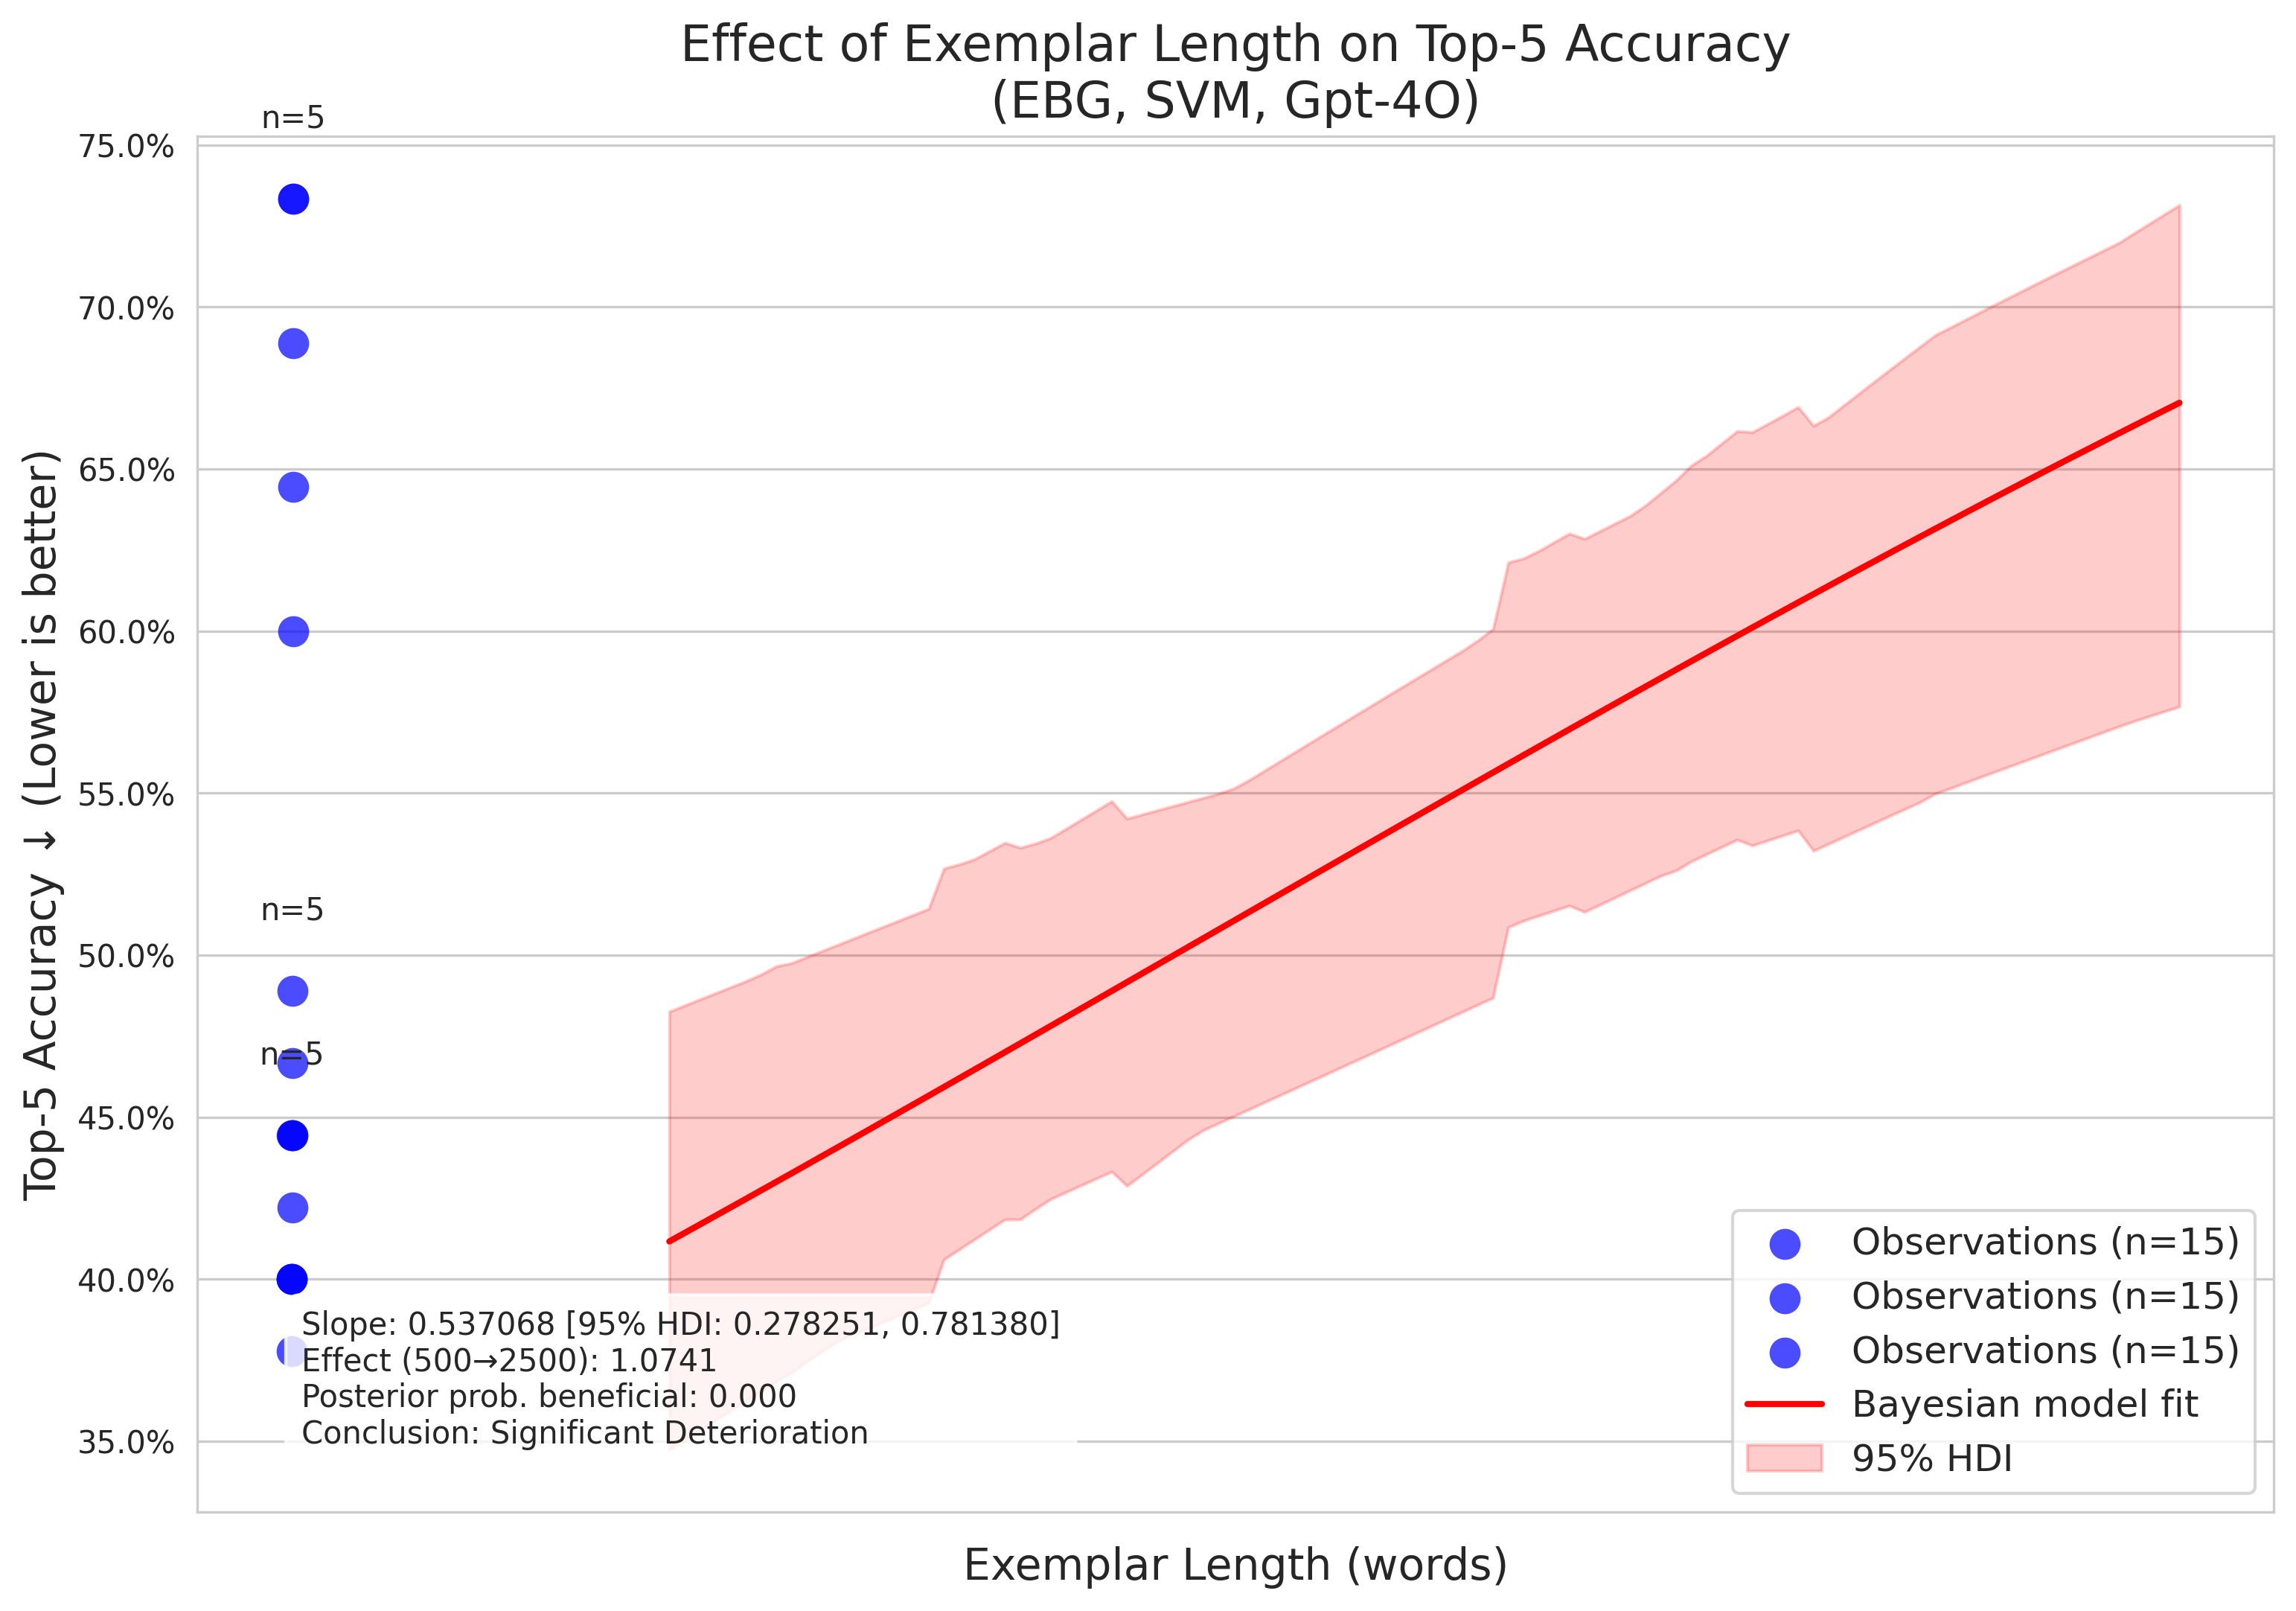 Effect of Exemplar Length on Top-5 Accuracy
(EBG, SVM, Gpt-4O)
n=5
75.0%
70.0%
65.0%
60.0%
55.0%
n=5
50.0%
n=5
45.0%
40.0%
35.0%
Top-5 Accuracy ↓ (Lower is better)
Slope: 0.537068 [95% HDI: 0.278251, 0.781380]
Effect (500→2500): 1.0741
Posterior prob. beneficial: 0.000
Conclusion: Significant Deterioration
Observations (n=15)
Observations (n=15)
Observations (n=15)
Bayesian model fit
95% HDI
Exemplar Length (words)